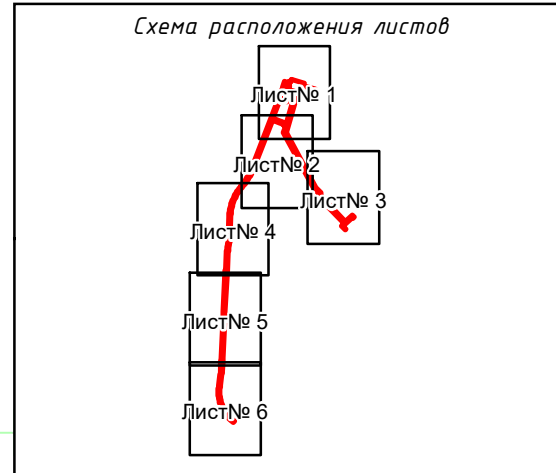 Схема расположения листов
Лист№ 1
Лист№ 2
Лист№ 3
Лист№ 4
Лист№ 5
Лист№ 6